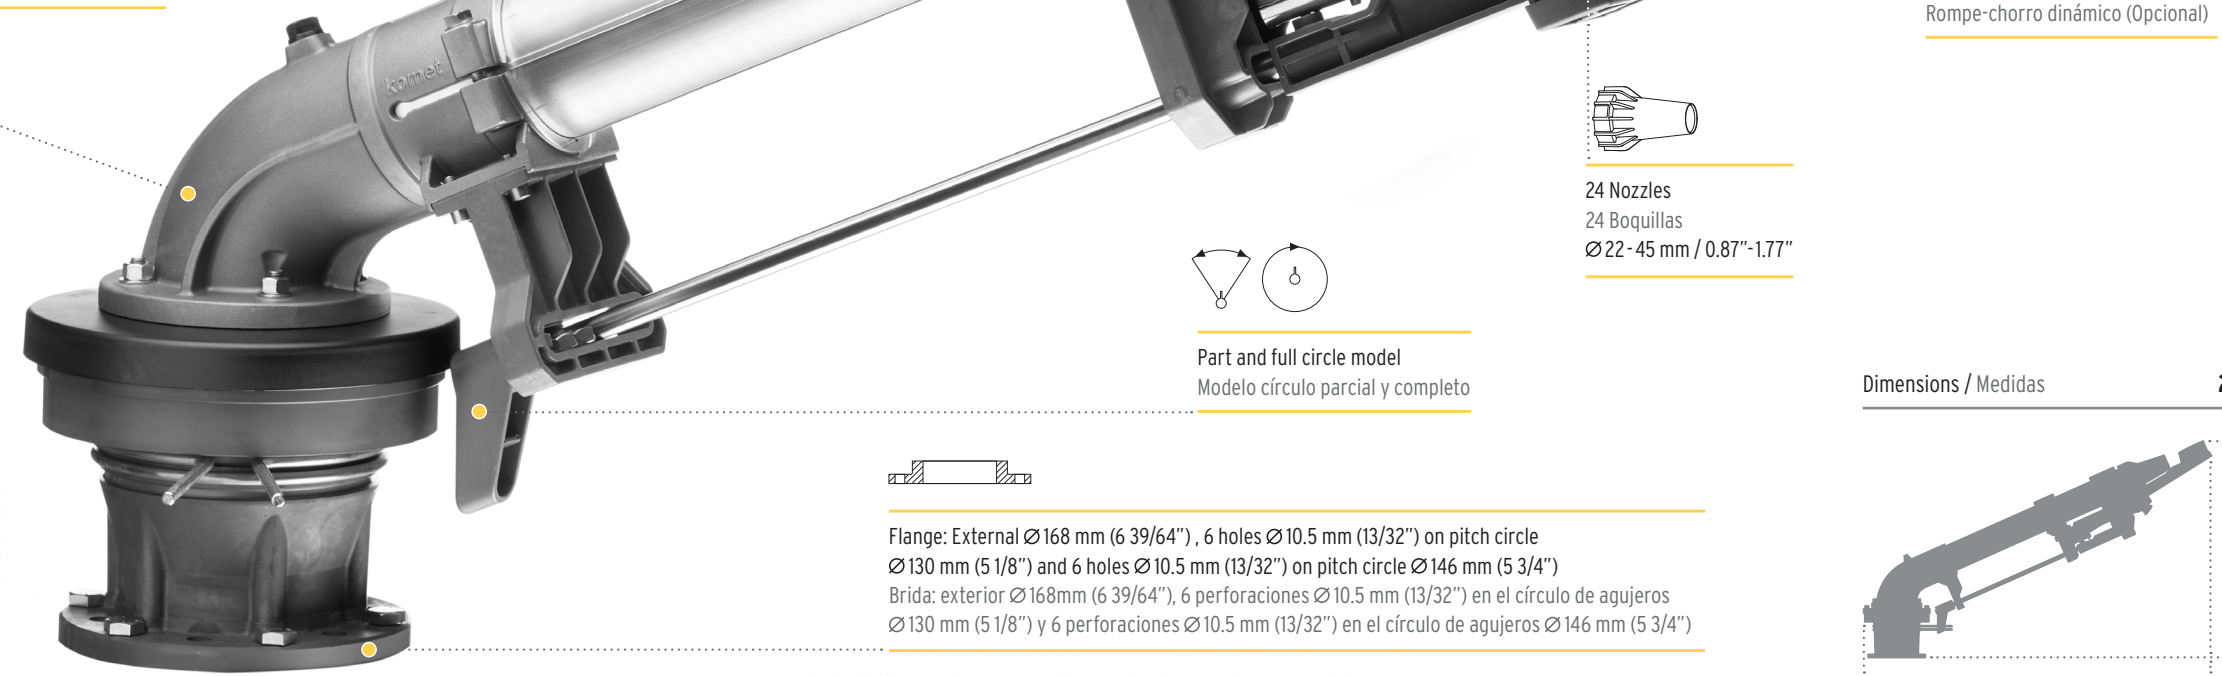 Rompe-chorro dinámico (Opcional)
komet
24 Nozzles
24 Boquillas
Ø 22 - 45 mm / 0.87”-1.77”
Part and full circle model
Modelo círculo parcial y completo
Dimensions / Medidas
Flange: External Ø 168 mm (6 39/64”) , 6 holes Ø 10.5 mm (13/32”) on pitch circle
Ø 130 mm (5 1/8”) and 6 holes Ø 10.5 mm (13/32”) on pitch circle Ø 146 mm (5 3/4”)
Brida: exterior Ø 168mm (6 39/64”), 6 perforaciones Ø 10.5 mm (13/32”) en el círculo de agujeros
Ø 130 mm (5 1/8”) y 6 perforaciones Ø 10.5 mm (13/32”) en el círculo de agujeros Ø 146 mm (5 3/4”)